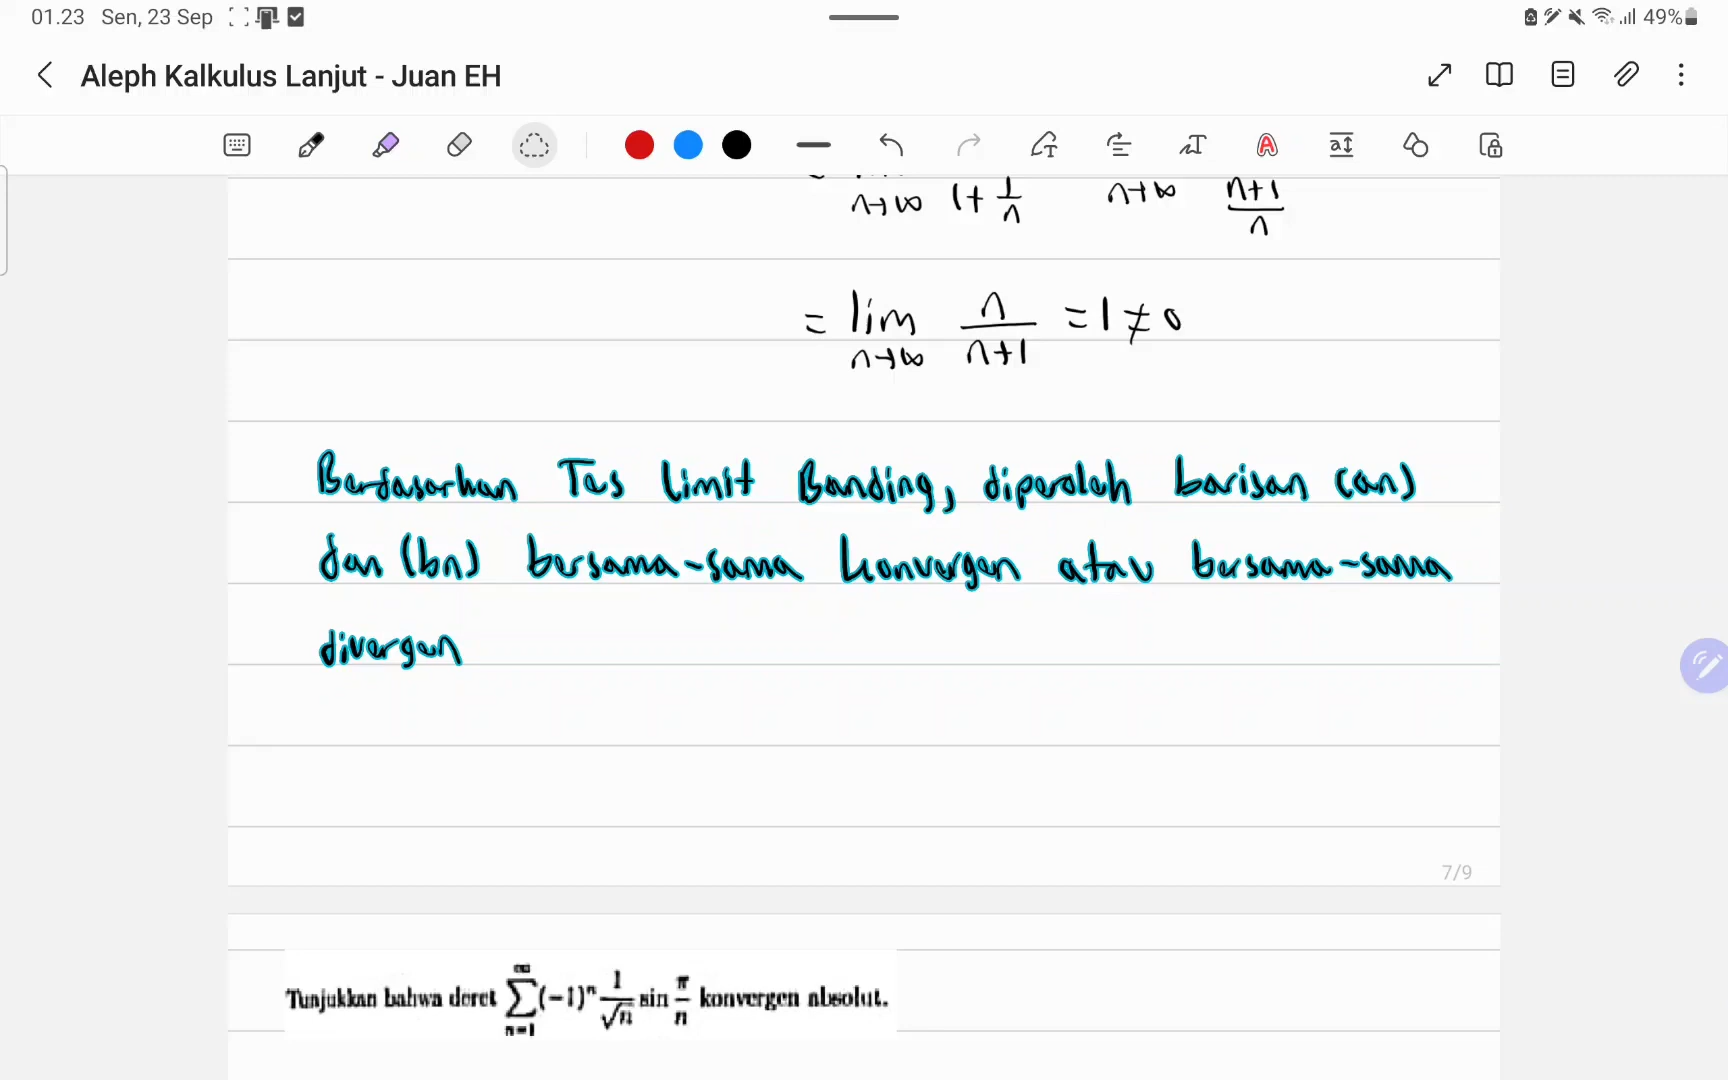 01.23 Sen, 23 Sep 49%
Aleph Kalkulus Lanjut - Juan EH
n→∞ 1 + 1/n n→∞ (n+1)/n
= lim n→∞ n/(n+1) = 1 ≠ 0
Berdasarkan Tes Limit Banding, diperoleh barisan (an)
dan (bn) bersama-sama konvergen atau bersama-sama
divergen
7/9
Tunjukkan bahwa deret ∑_{n=1}^{∞} (−1)^n 1/√n sin π/n konvergen absolut.